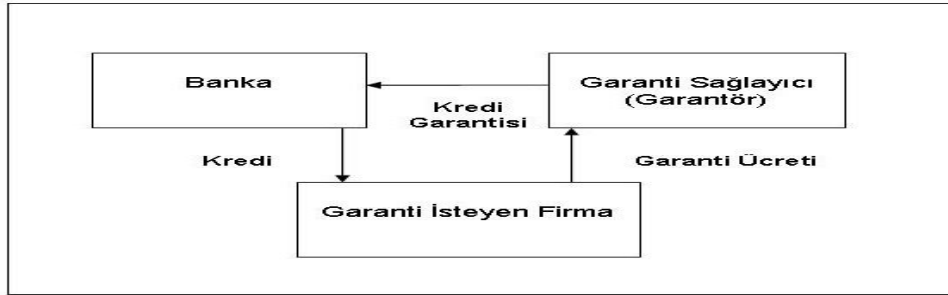 Banka
Garanti Sağlayıcı
(Garantör)
Kredi
Garantisi
Kredi
Garanti Ücreti
Garanti İsteyen Firma